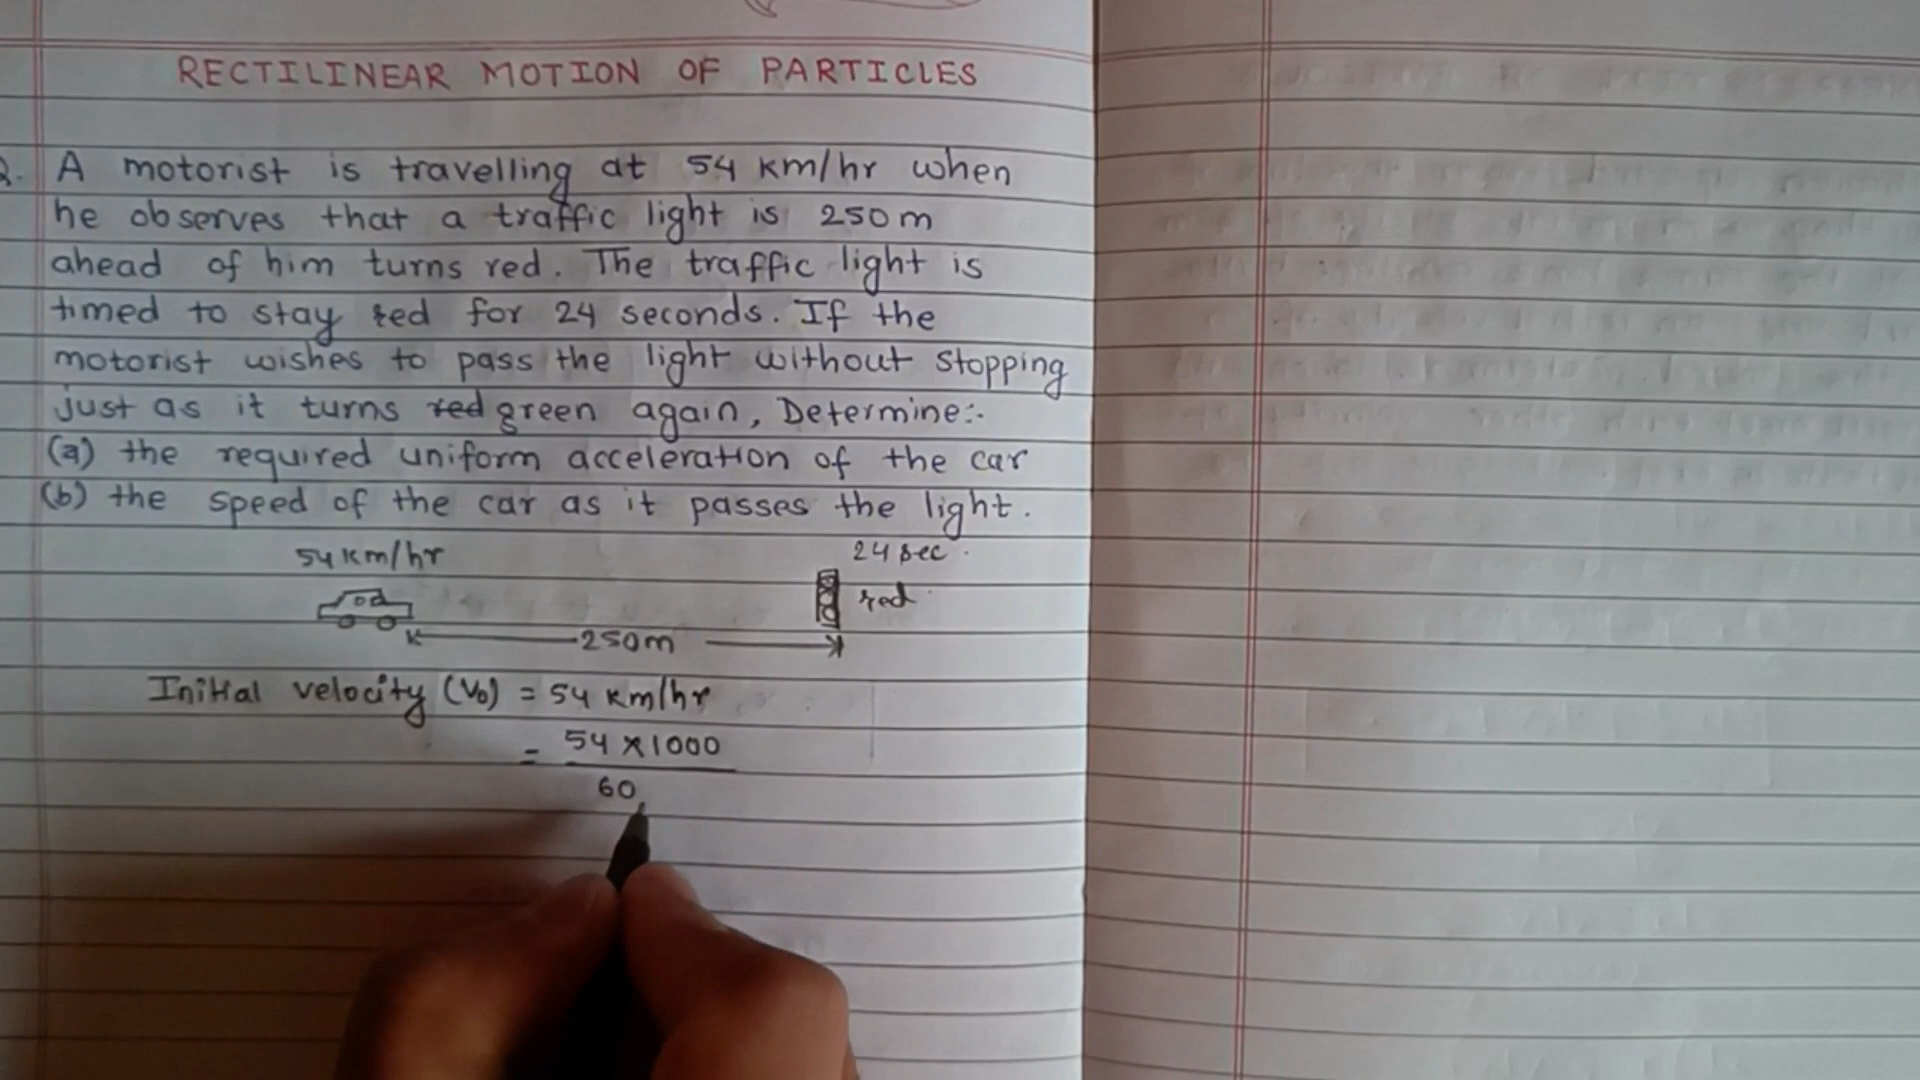 RECTILINEAR MOTION OF PARTICLES
A motorist is travelling at 54 km/hr when
he observes that a traffic light is 250m
ahead of him turns red. The traffic light is
timed to stay red for 24 seconds. If the
motorist wishes to pass the light without stopping
just as it turns red green again, Determine:-
(a) the required uniform acceleration of the car
(b) the speed of the car as it passes the light.
54 km/hr 24 sec
red
250m
Initial velocity (V0) = 54 km/hr
= 54 × 1000
60